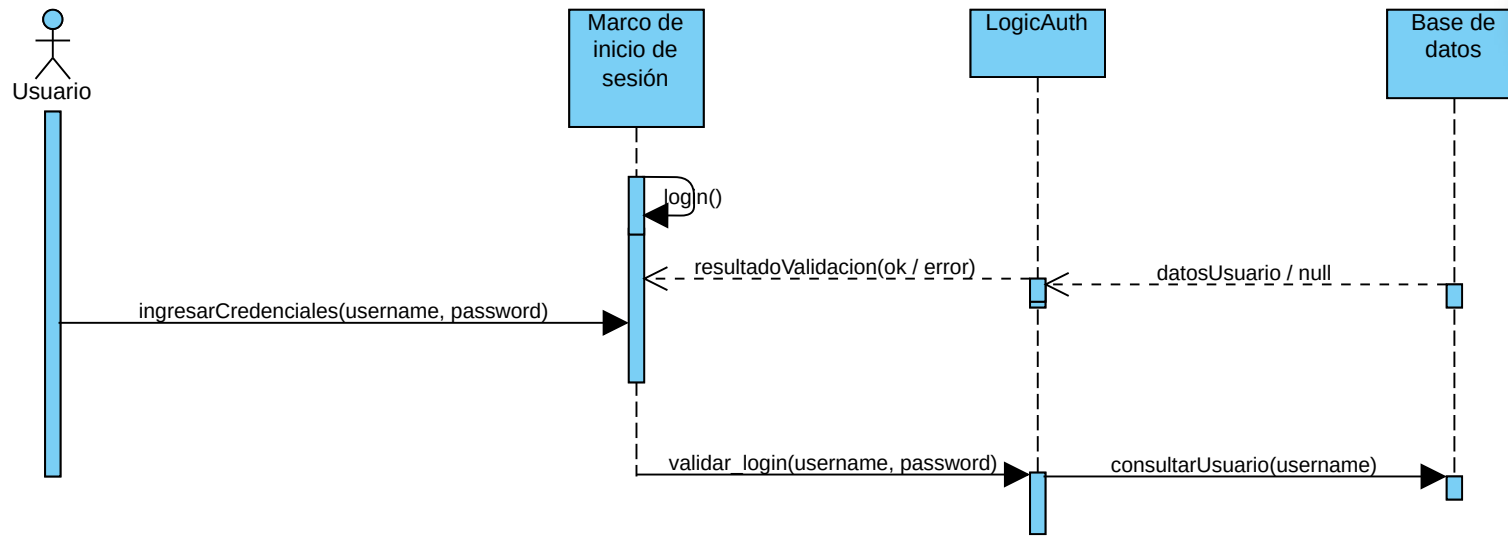 Usuario
Marco de
inicio de
sesión
LogicAuth
Base de
datos
login()
resultadoValidacion(ok / error)
datosUsuario / null
ingresarCredenciales(username, password)
validar_login(username, password)
consultarUsuario(username)